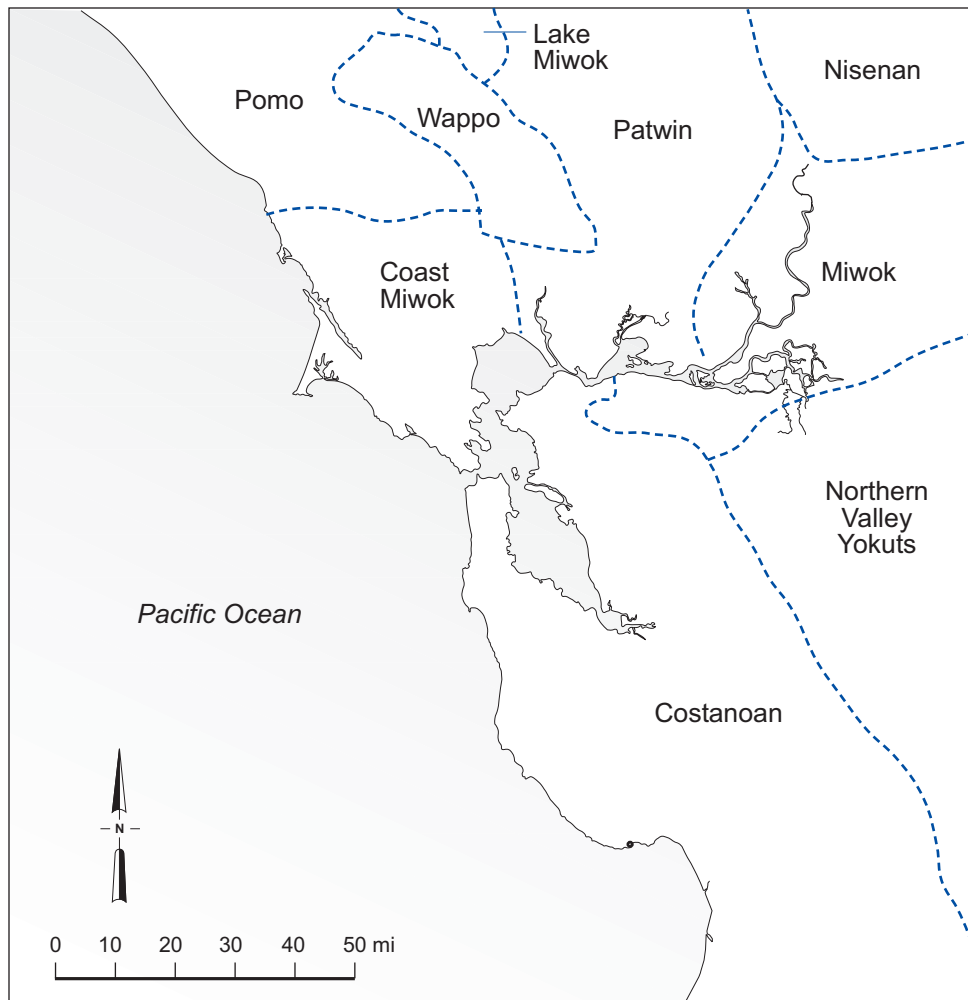 Lake
Miwok
Nisenan
Pomo
Wappo
Patwin
Coast
Miwok
Miwok
Northern
Valley
Yokuts
Pacific Ocean
Costanoan
N
0 10 20 30 40 50 mi